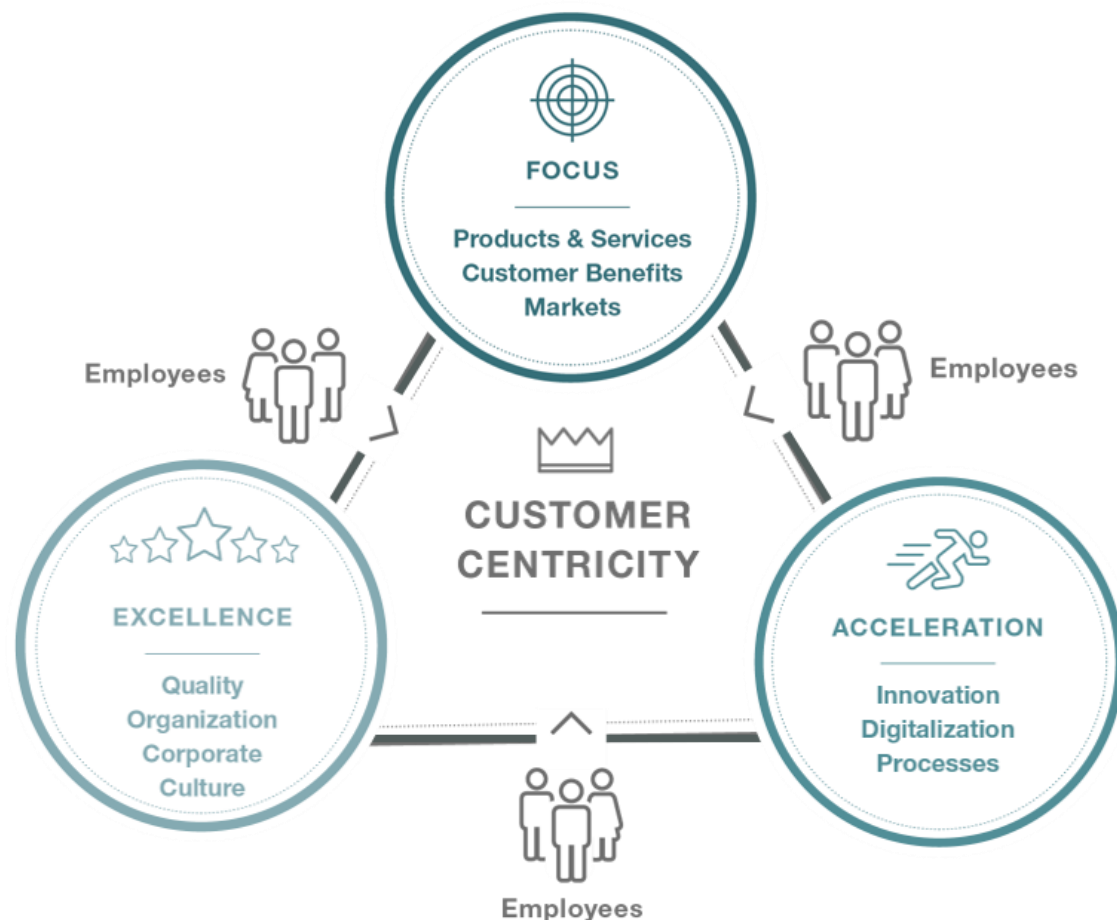 FOCUS
Products & Services
Customer Benefits
Markets
Employees
Employees
CUSTOMER
CENTRICITY
EXCELLENCE
Quality
Organization
Corporate
Culture
ACCELERATION
Innovation
Digitalization
Processes
Employees